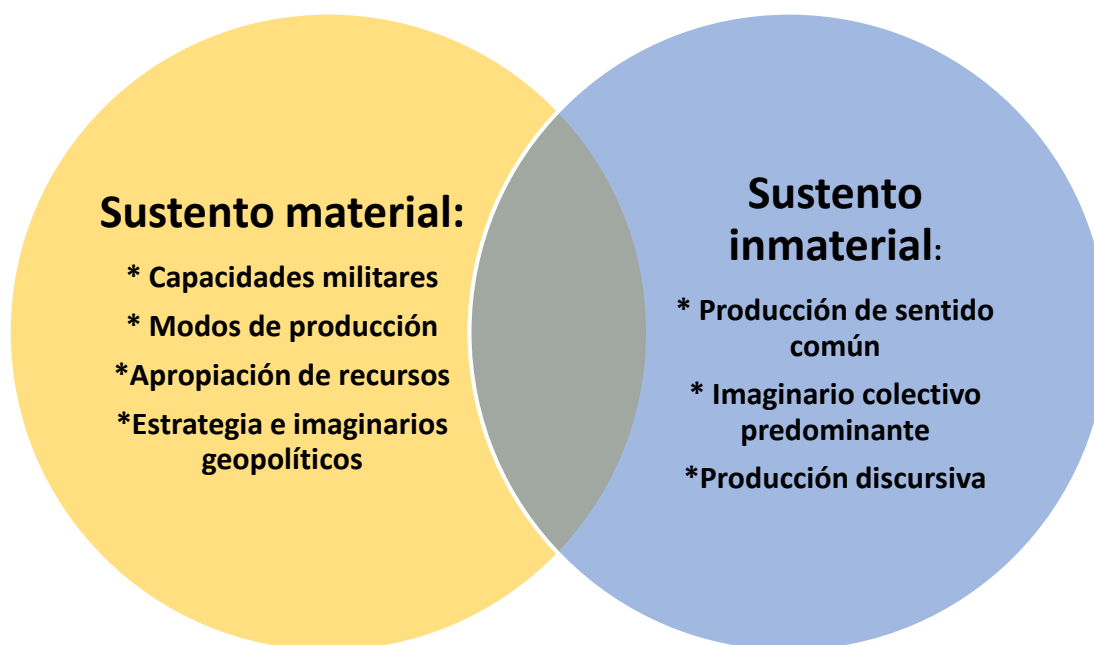 Sustento material:
* Capacidades militares
* Modos de producción
*Apropiación de recursos
*Estrategia e imaginarios
geopolíticos
Sustento
inmaterial:
* Producción de sentido
común
* Imaginario colectivo
predominante
*Producción discursiva